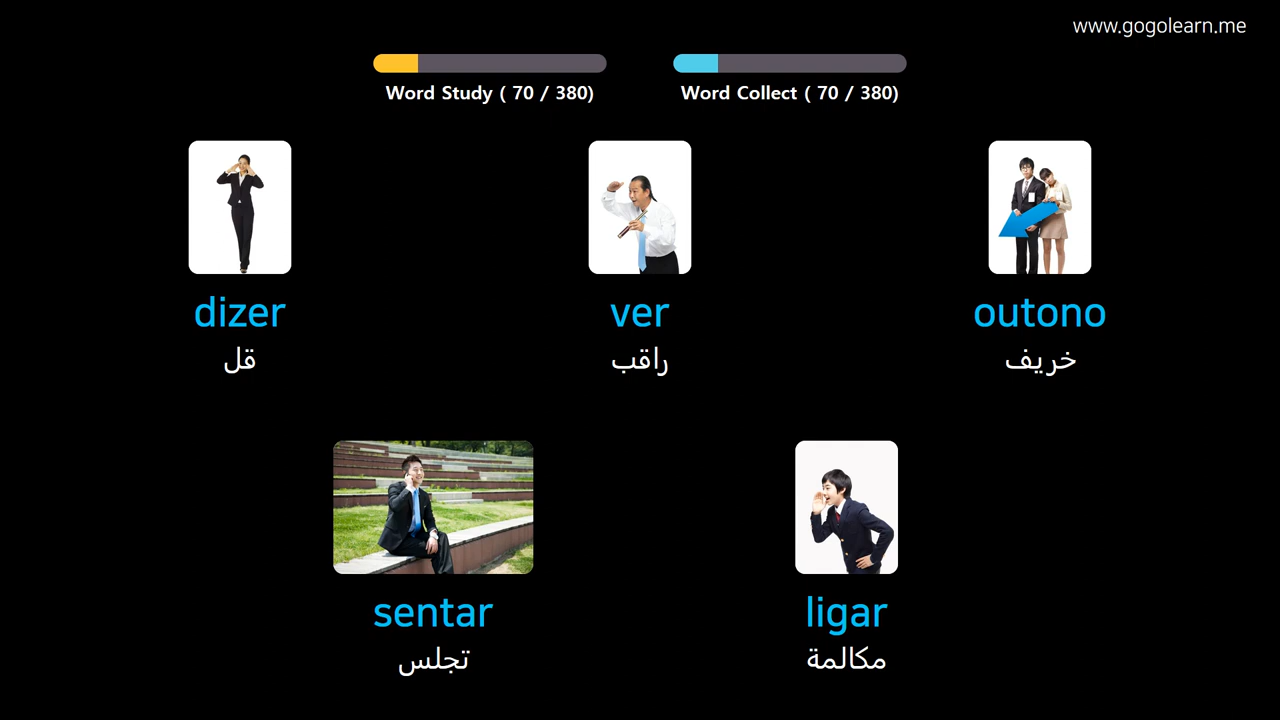 www.gogolearn.me
Word Study ( 70 / 380)
Word Collect ( 70 / 380)
dizer
قل
ver
راقب
outono
خريف
sentar
تجلس
ligar
مكالمة